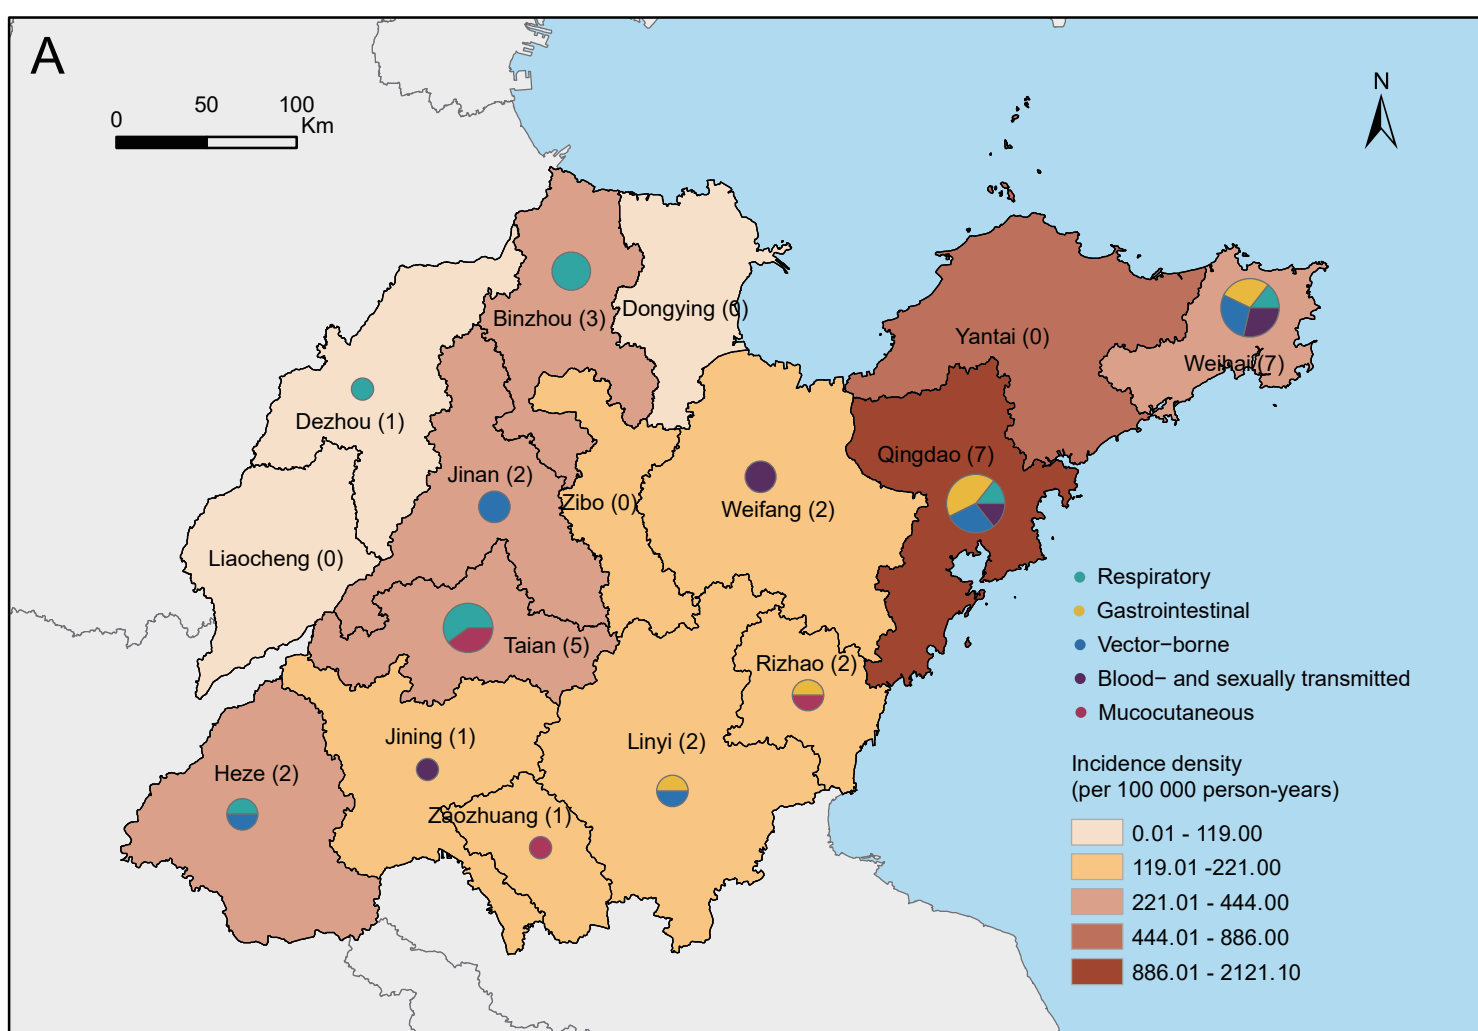 A
0 50 100
Km
N
Binzhou (3)
Dongying (0)
Yantai (0)
Weihai (7)
Dezhou (1)
Qingdao (7)
Jinan (2)
Zibo (0)
Weifang (2)
Liaocheng (0)
Taian (5)
Rizhao (2)
Jining (1)
Linyi (2)
Heze (2)
Zaozhuang (1)
Respiratory
Gastrointestinal
Vector−borne
Blood− and sexually transmitted
Mucocutaneous
Incidence density
(per 100 000 person-years)
0.01 - 119.00
119.01 -221.00
221.01 - 444.00
444.01 - 886.00
886.01 - 2121.10